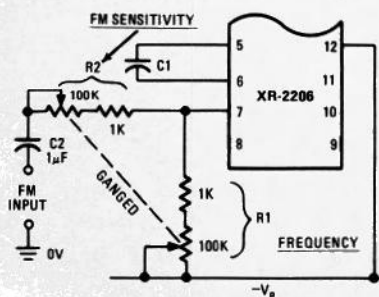 FM SENSITIVITY
R2
100K
1K
C1
5
6
7
8
12
11
10
9
XR-2206
C2
1μF
FM
INPUT
0V
GANGED
1K
100K
R1
FREQUENCY
-Vs